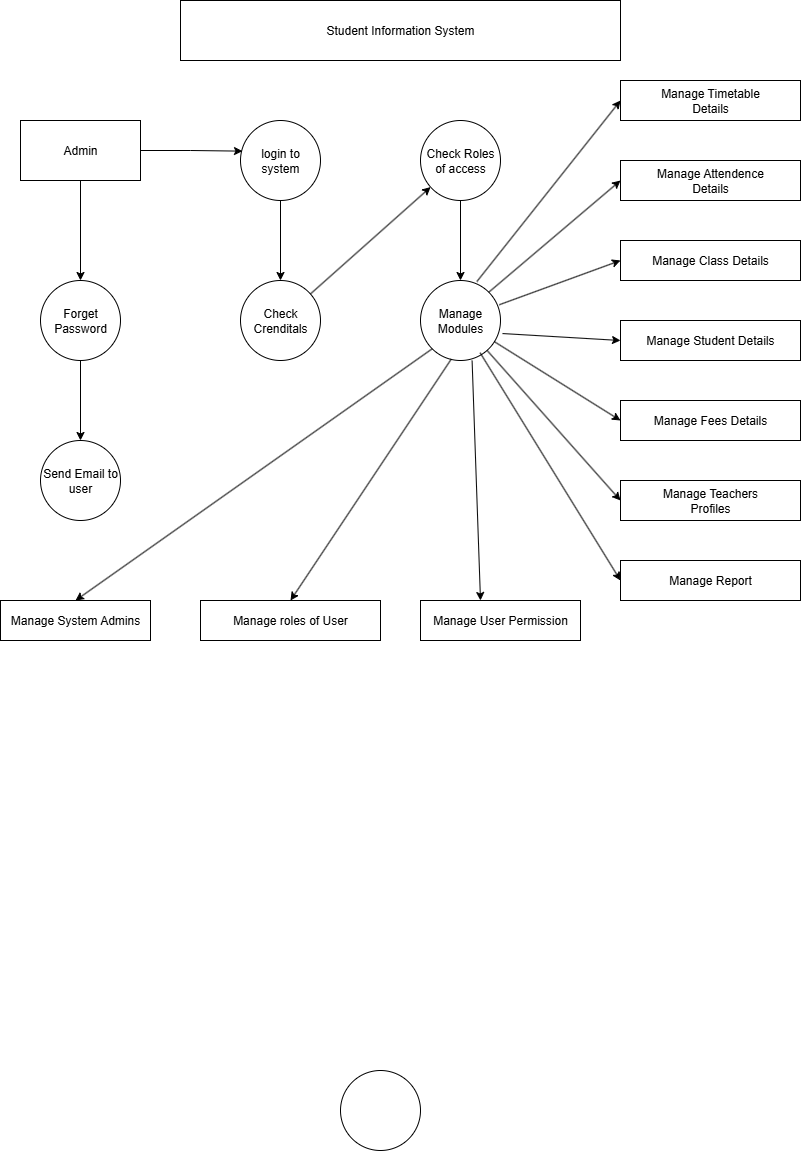 Student Information System
Manage Timetable
Details
Admin
login to
system
Check Roles
of access
Manage Attendence
Details
Manage Class Details
Forget
Password
Check
Crenditals
Manage
Modules
Manage Student Details
Manage Fees Details
Send Email to
user
Manage Teachers
Profiles
Manage Report
Manage System Admins
Manage roles of User
Manage User Permission